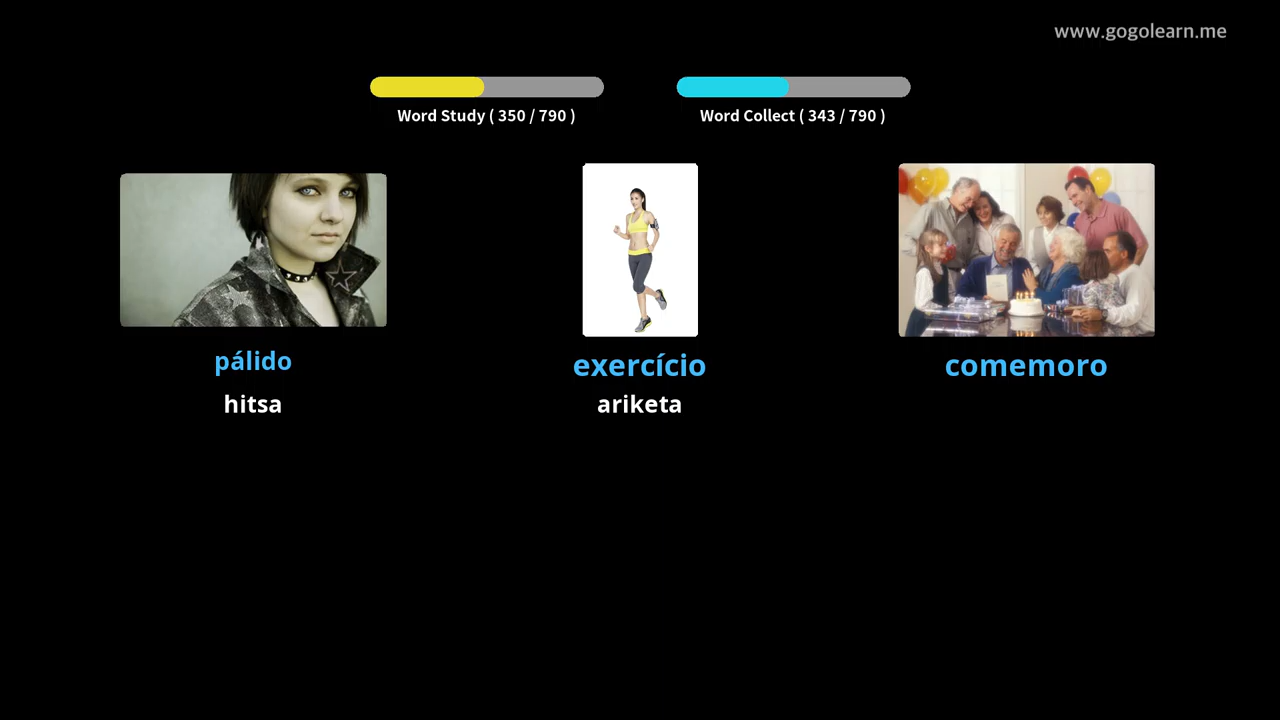 www.gogolearn.me
Word Study ( 350 / 790 )
Word Collect ( 343 / 790 )
pálido
hitsa
exercício
ariketa
comemoro